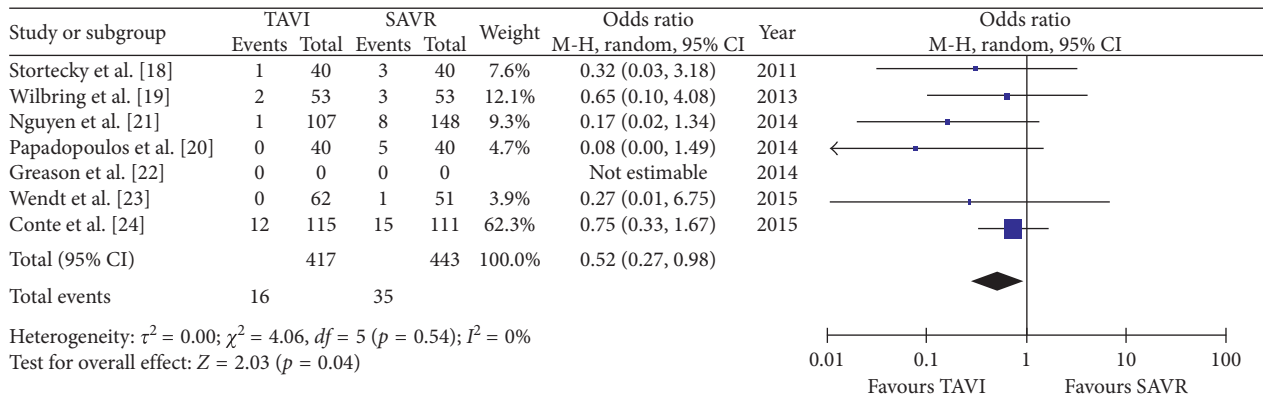 Study or subgroup TAVI SAVR Weight Odds ratio Year Odds ratio
Events Total Events Total M-H, random, 95% CI M-H, random, 95% CI
Stortecky et al. [18] 1 40 3 40 7.6% 0.32 (0.03, 3.18) 2011
Wilbring et al. [19] 2 53 3 53 12.1% 0.65 (0.10, 4.08) 2013
Nguyen et al. [21] 1 107 8 148 9.3% 0.17 (0.02, 1.34) 2014
Papadopoulos et al. [20] 0 40 5 40 4.7% 0.08 (0.00, 1.49) 2014
Greason et al. [22] 0 0 0 0 Not estimable 2014
Wendt et al. [23] 0 62 1 51 3.9% 0.27 (0.01, 6.75) 2015
Conte et al. [24] 12 115 15 111 62.3% 0.75 (0.33, 1.67) 2015
Total (95% CI) 417 443 100.0% 0.52 (0.27, 0.98)
Total events 16 35
Heterogeneity: τ² = 0.00; χ² = 4.06, df = 5 (p = 0.54); I² = 0%
Test for overall effect: Z = 2.03 (p = 0.04)
0.01 0.1 1 10 100
Favours TAVI Favours SAVR